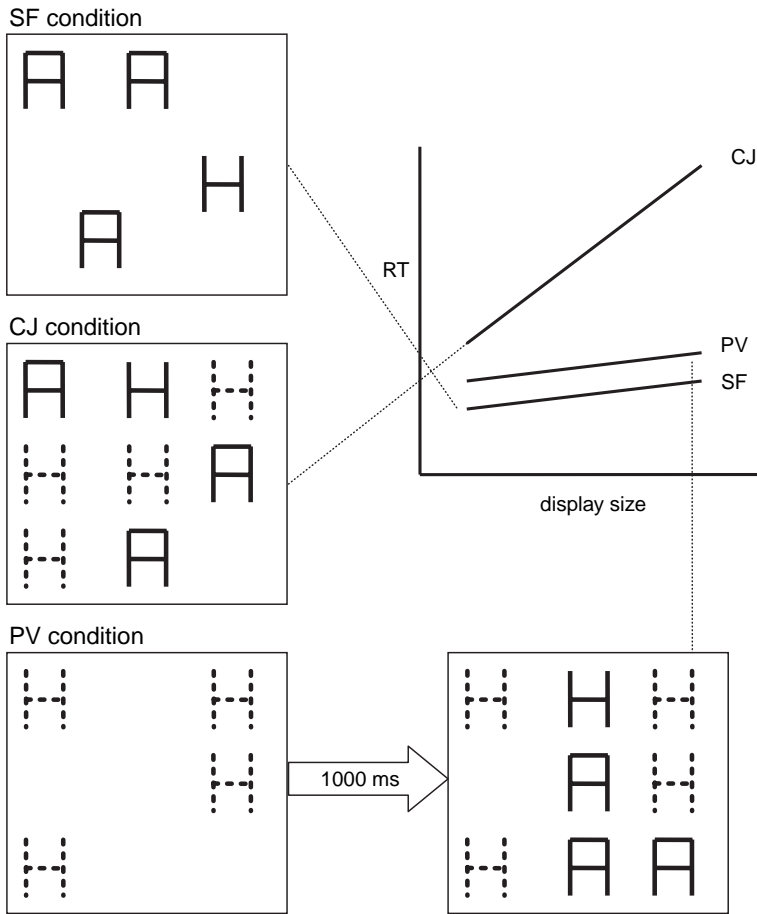 SF condition
A A
H
A
CJ
RT
PV
SF
display size
CJ condition
A H H
H H A
H A
PV condition
H H
H
H
1000 ms
H H H
A H
H A A